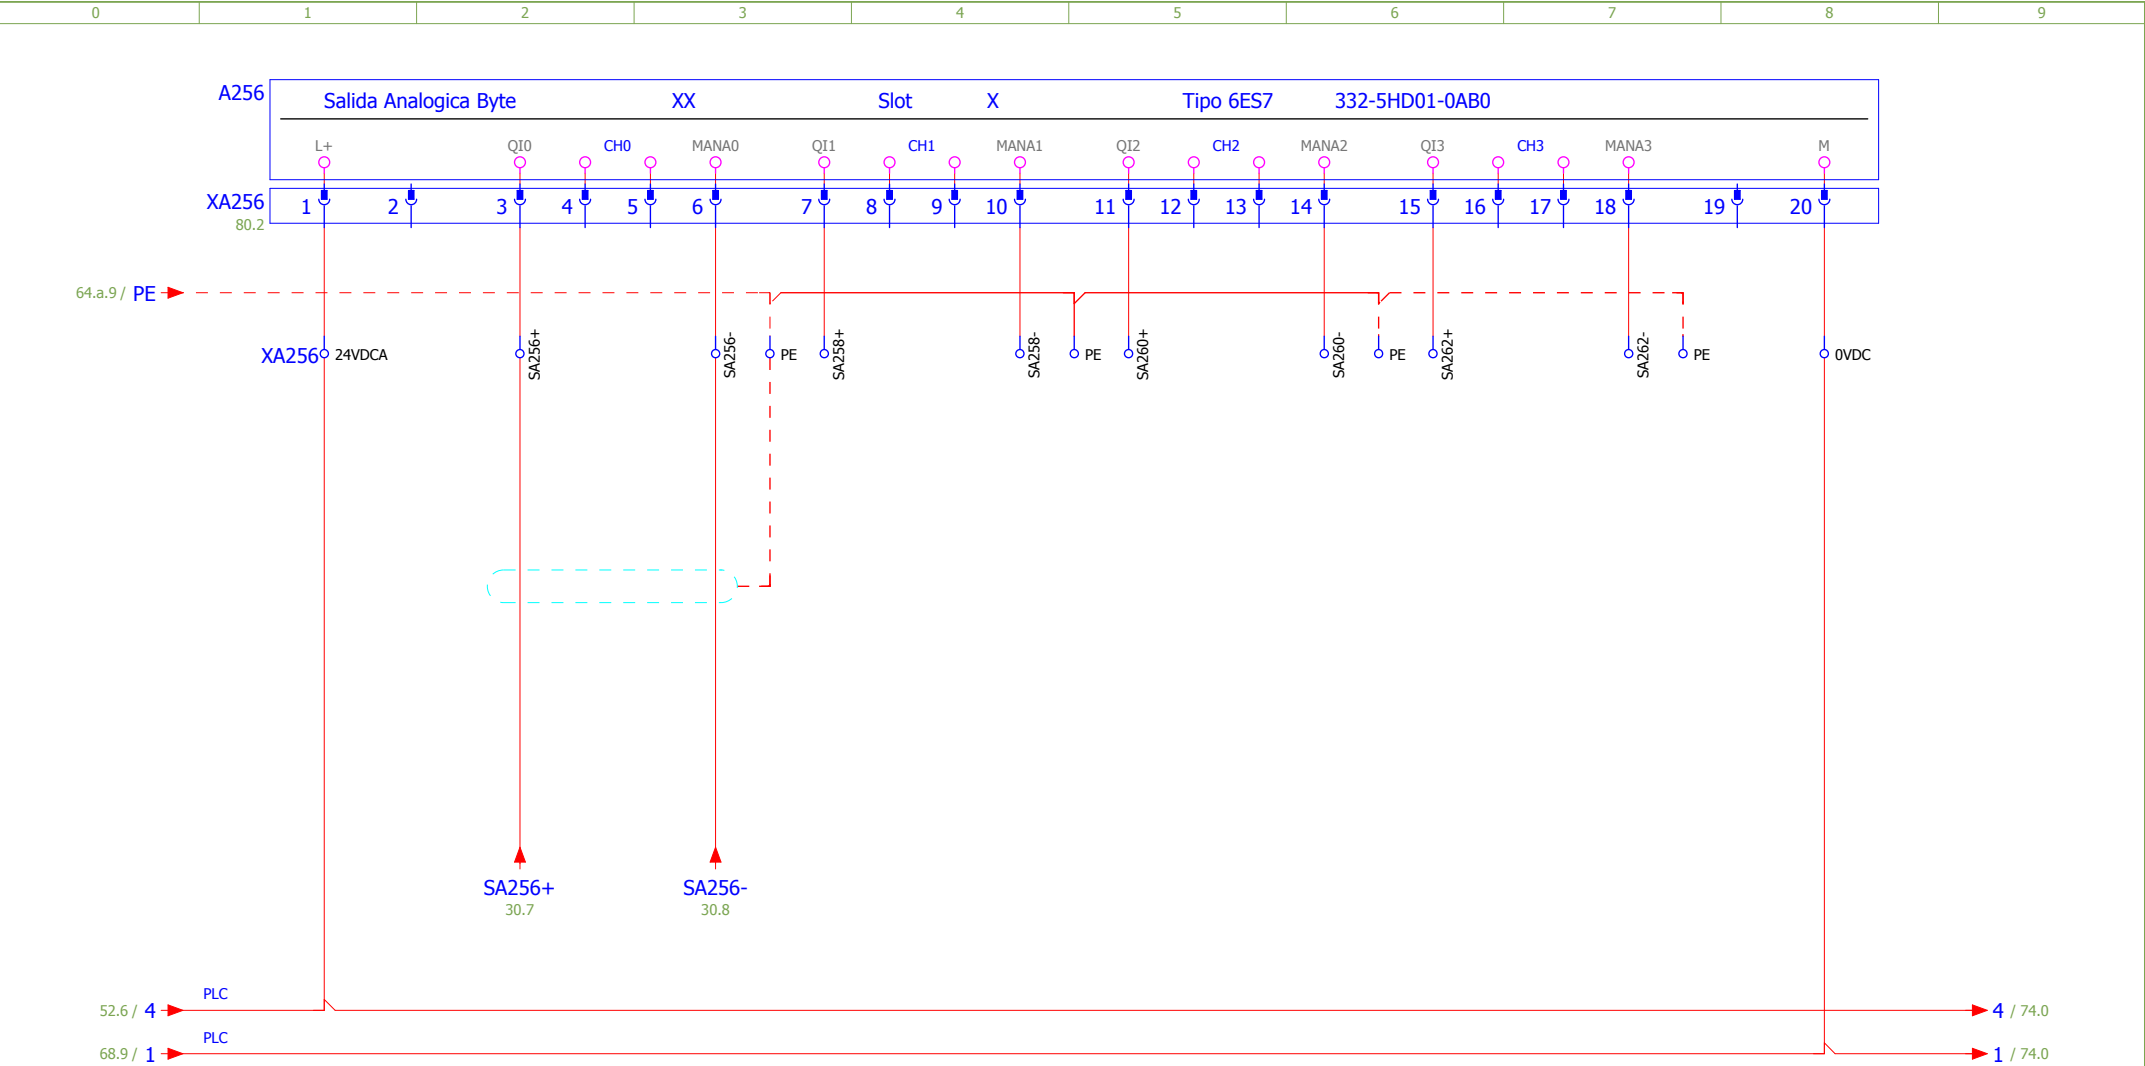 0 1 2 3 4 5 6 7 8 9
A256 Salida Analogica Byte XX Slot X Tipo 6ES7 332-5HD01-0AB0
L+ QI0 CH0 MANA0 QI1 CH1 MANA1 QI2 CH2 MANA2 QI3 CH3 MANA3 M
XA256 1 2 3 4 5 6 7 8 9 10 11 12 13 14 15 16 17 18 19 20
80.2
64.a.9 / PE
XA256 24VDCA SA256+ SA256- PE SA258+ SA258- PE SA260+ SA260- PE SA262+ SA262- PE 0VDC
SA256+ SA256-
30.7 30.8
PLC
52.6 / 4 4 / 74.0
PLC
68.9 / 1 1 / 74.0